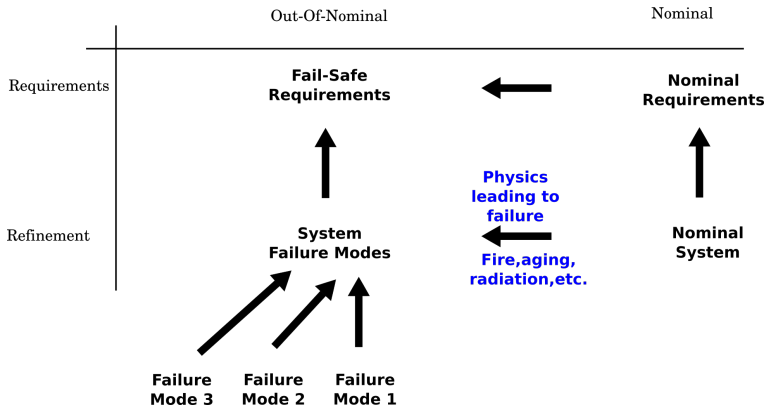 Out-Of-Nominal
Nominal
Requirements
Fail-Safe
Requirements
Nominal
Requirements
Physics
leading to
failure
Refinement
System
Failure Modes
Nominal
System
Fire,aging,
radiation,etc.
Failure
Mode 3
Failure
Mode 2
Failure
Mode 1